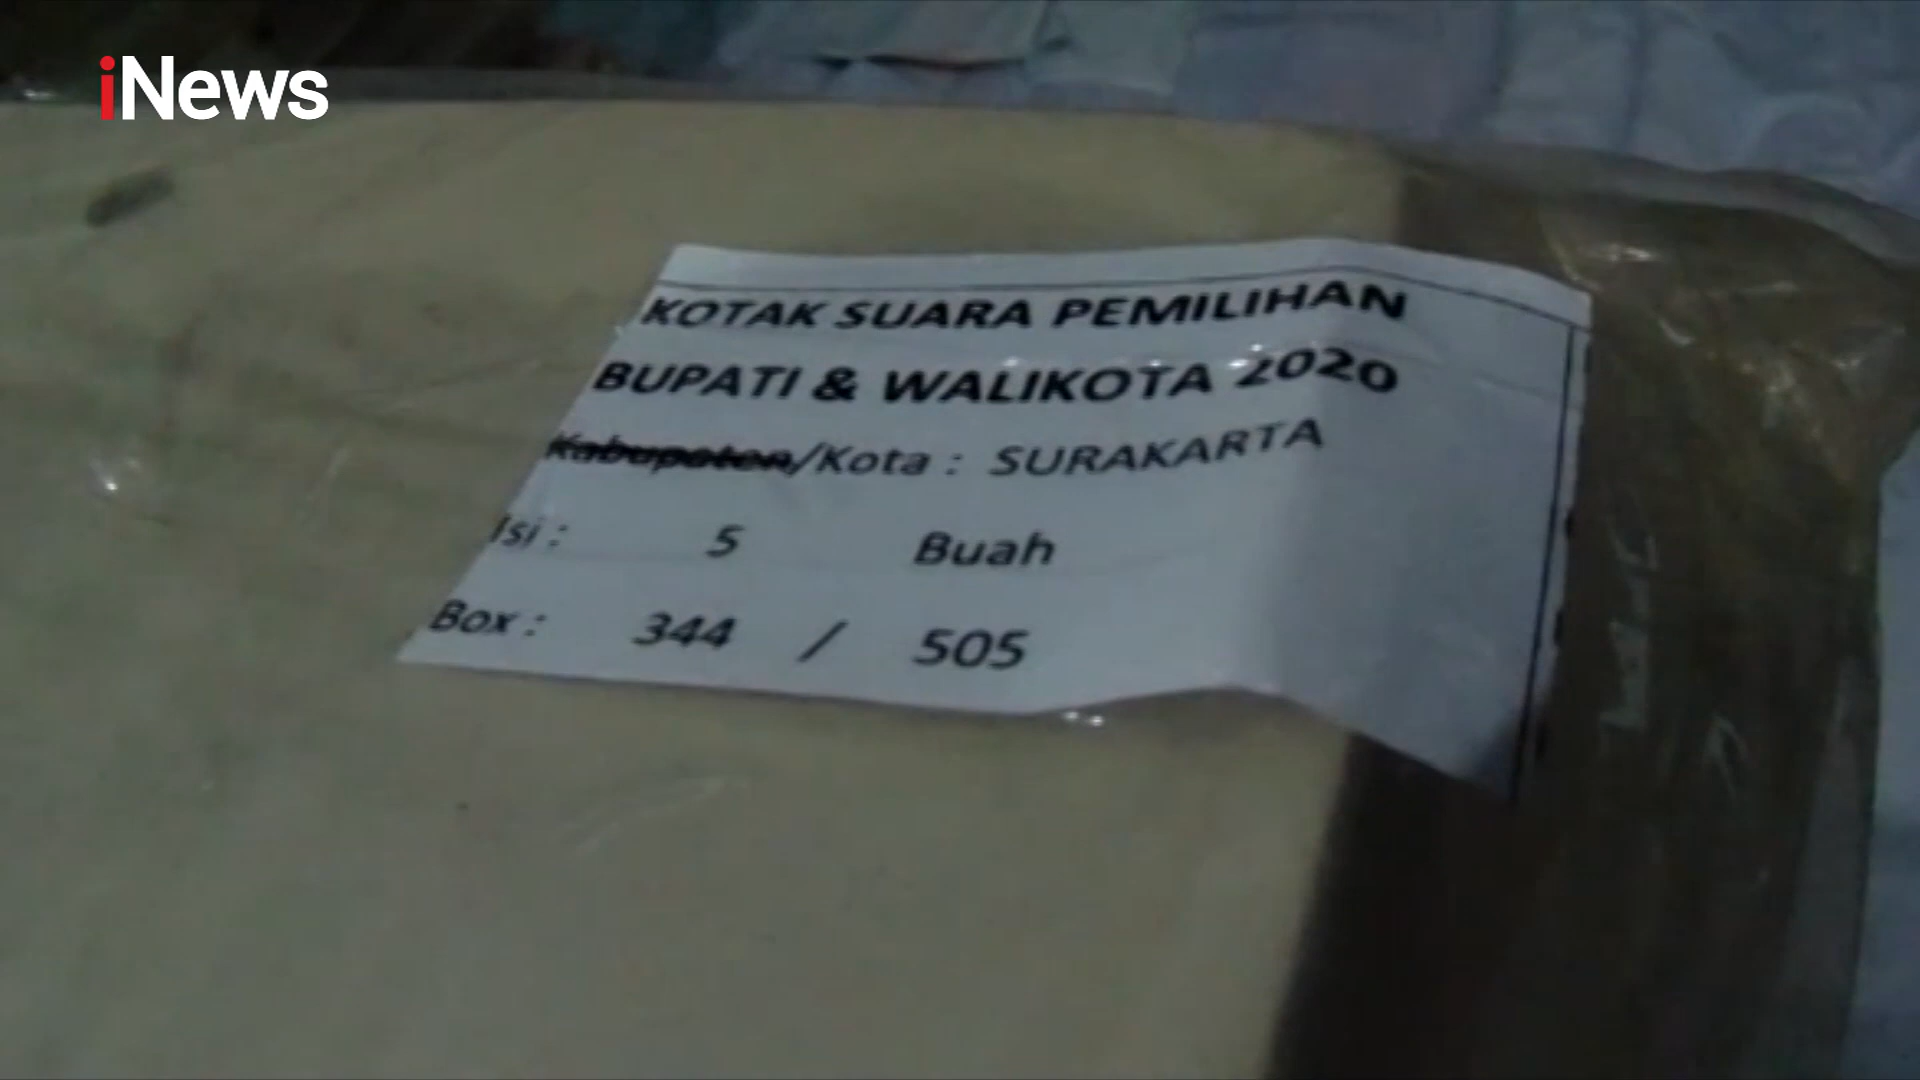 iNews
KOTAK SUARA PEMILIHAN
BUPATI & WALIKOTA 2020
Kabupaten/Kota : SURAKARTA
Isi : 5 Buah
Box : 344 / 505